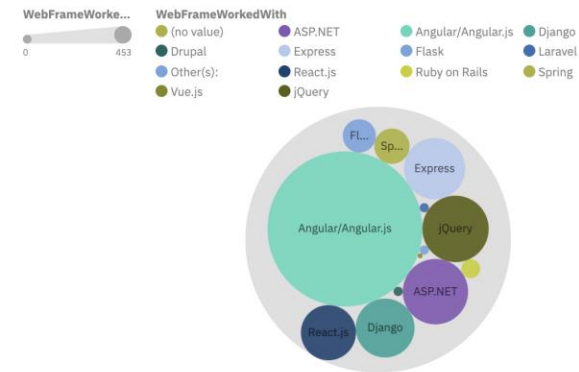 WebFrameWorke... WebFrameWorkedWith
(no value) ASP.NET Angular/Angular.js Django
Drupal Express Flask Laravel
0 453
Other(s): React.js Ruby on Rails Spring
Vue.js jQuery
Fl...
Sp...
Express
Angular/Angular.js
jQuery
ASP.NET
Django
React.js